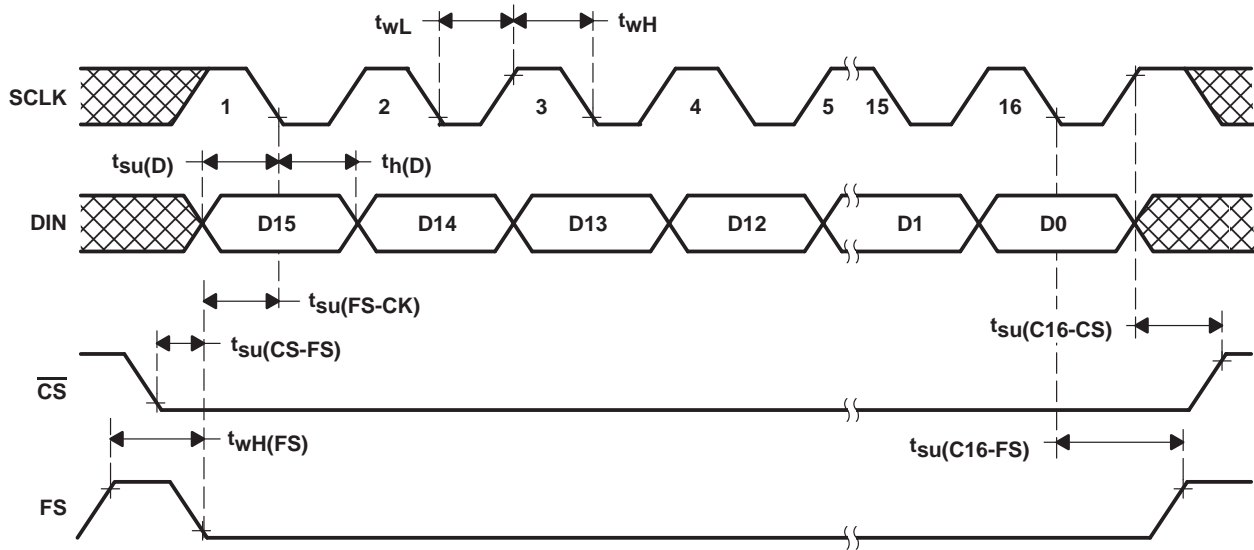 twL twH
SCLK 1 2 3 4 5 15 16
tsu(D) th(D)
DIN D15 D14 D13 D12 D1 D0
tsu(FS-CK)
tsu(C16-CS)
tsu(CS-FS)
CS
twH(FS)
tsu(C16-FS)
FS